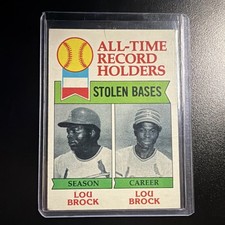 ALL-TIME
RECORD
HOLDERS
STOLEN BASES
SEASON
LOU
BROCK
CAREER
LOU
BROCK